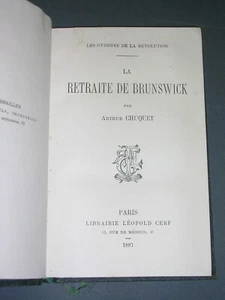 LES GUERRES DE LA RÉVOLUTION
LA
RETRAITE DE BRUNSWICK
PAR
ARTHUR CHUQUET
PARIS
LIBRAIRIE LÉOPOLD CERF
13, RUE DE MÉDICIS, 13